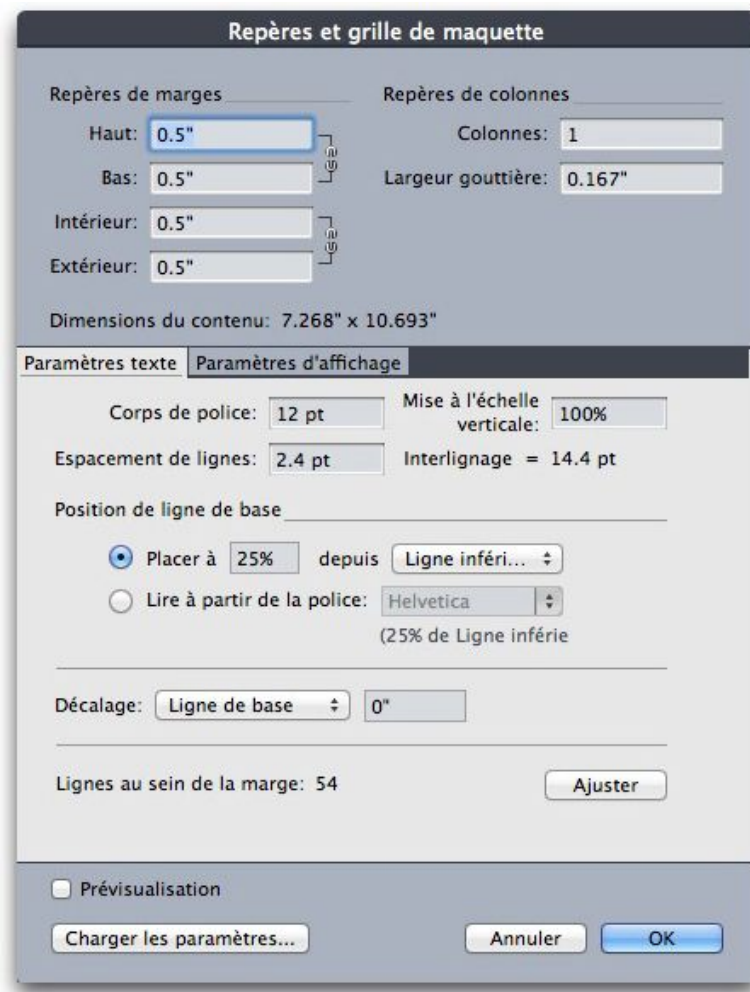 Repères et grille de maquette
Repères de marges
Repères de colonnes
Haut: 0.5"
Colonnes: 1
Bas: 0.5"
Largeur gouttière: 0.167"
Intérieur: 0.5"
Extérieur: 0.5"
Dimensions du contenu: 7.268" x 10.693"
Paramètres texte Paramètres d'affichage
Corps de police: 12 pt
Mise à l'échelle
verticale: 100%
Espacement de lignes: 2.4 pt
Interlignage = 14.4 pt
Position de ligne de base
Placer à 25% depuis Ligne inféri...
Lire à partir de la police: Helvetica
(25% de Ligne inférie
Décalage: Ligne de base 0"
Lignes au sein de la marge: 54
Ajuster
Prévisualisation
Charger les paramètres... Annuler OK